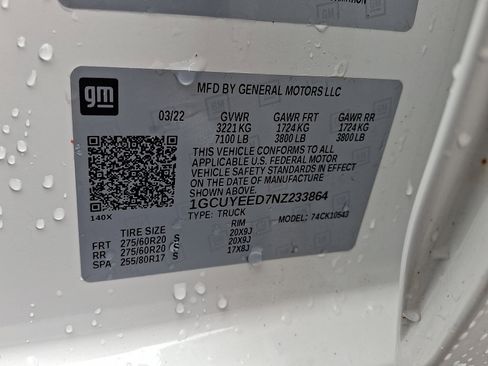 gm
MFD BY GENERAL MOTORS LLC
03/22 GVWR GAWR FRT GAWR RR
3221 KG 1724 KG 1724 KG
7100 LB 3800 LB 3800 LB
THIS VEHICLE CONFORMS TO ALL
APPLICABLE U.S. FEDERAL MOTOR
VEHICLE SAFETY STANDARDS IN EFFECT
ON THE DATE OF MANUFACTURE
SHOWN ABOVE.
1GCUYEED7NZ233864
140X TYPE: TRUCK MODEL: 74CK10543
TIRE SIZE RIM
FRT 275/60R20 S 20X9J
RR 275/60R20 S 20X9J
SPA 255/80R17 S 17X8J